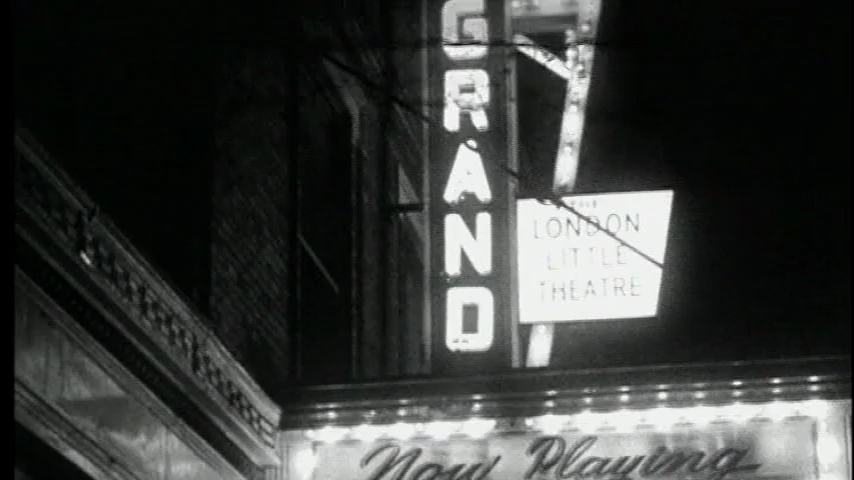 GRAND
THE
LONDON
LITTLE
THEATRE
Now Playing